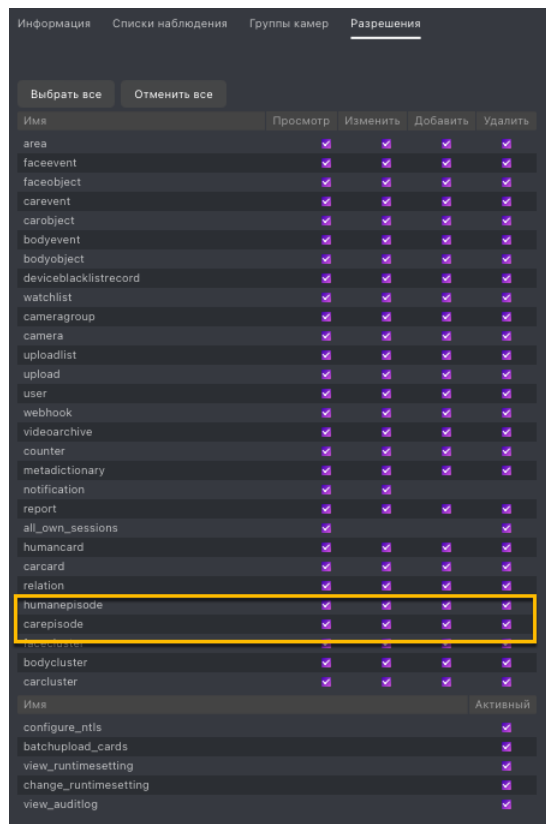 Информация Списки наблюдения Группы камер Разрешения
Выбрать все Отменить все
Имя Просмотр Изменить Добавить Удалить
area
faceevent
faceobject
carevent
carobject
bodyevent
bodyobject
deviceblacklistrecord
watchlist
cameragroup
camera
uploadlist
upload
user
webhook
videoarchive
counter
metadictionary
notification
report
all_own_sessions
humancard
carcard
relation
humanepisode
carepisode
facecluster
bodycluster
carcluster
Имя Активный
configure_ntls
batchupload_cards
view_runtimesetting
change_runtimesetting
view_auditlog